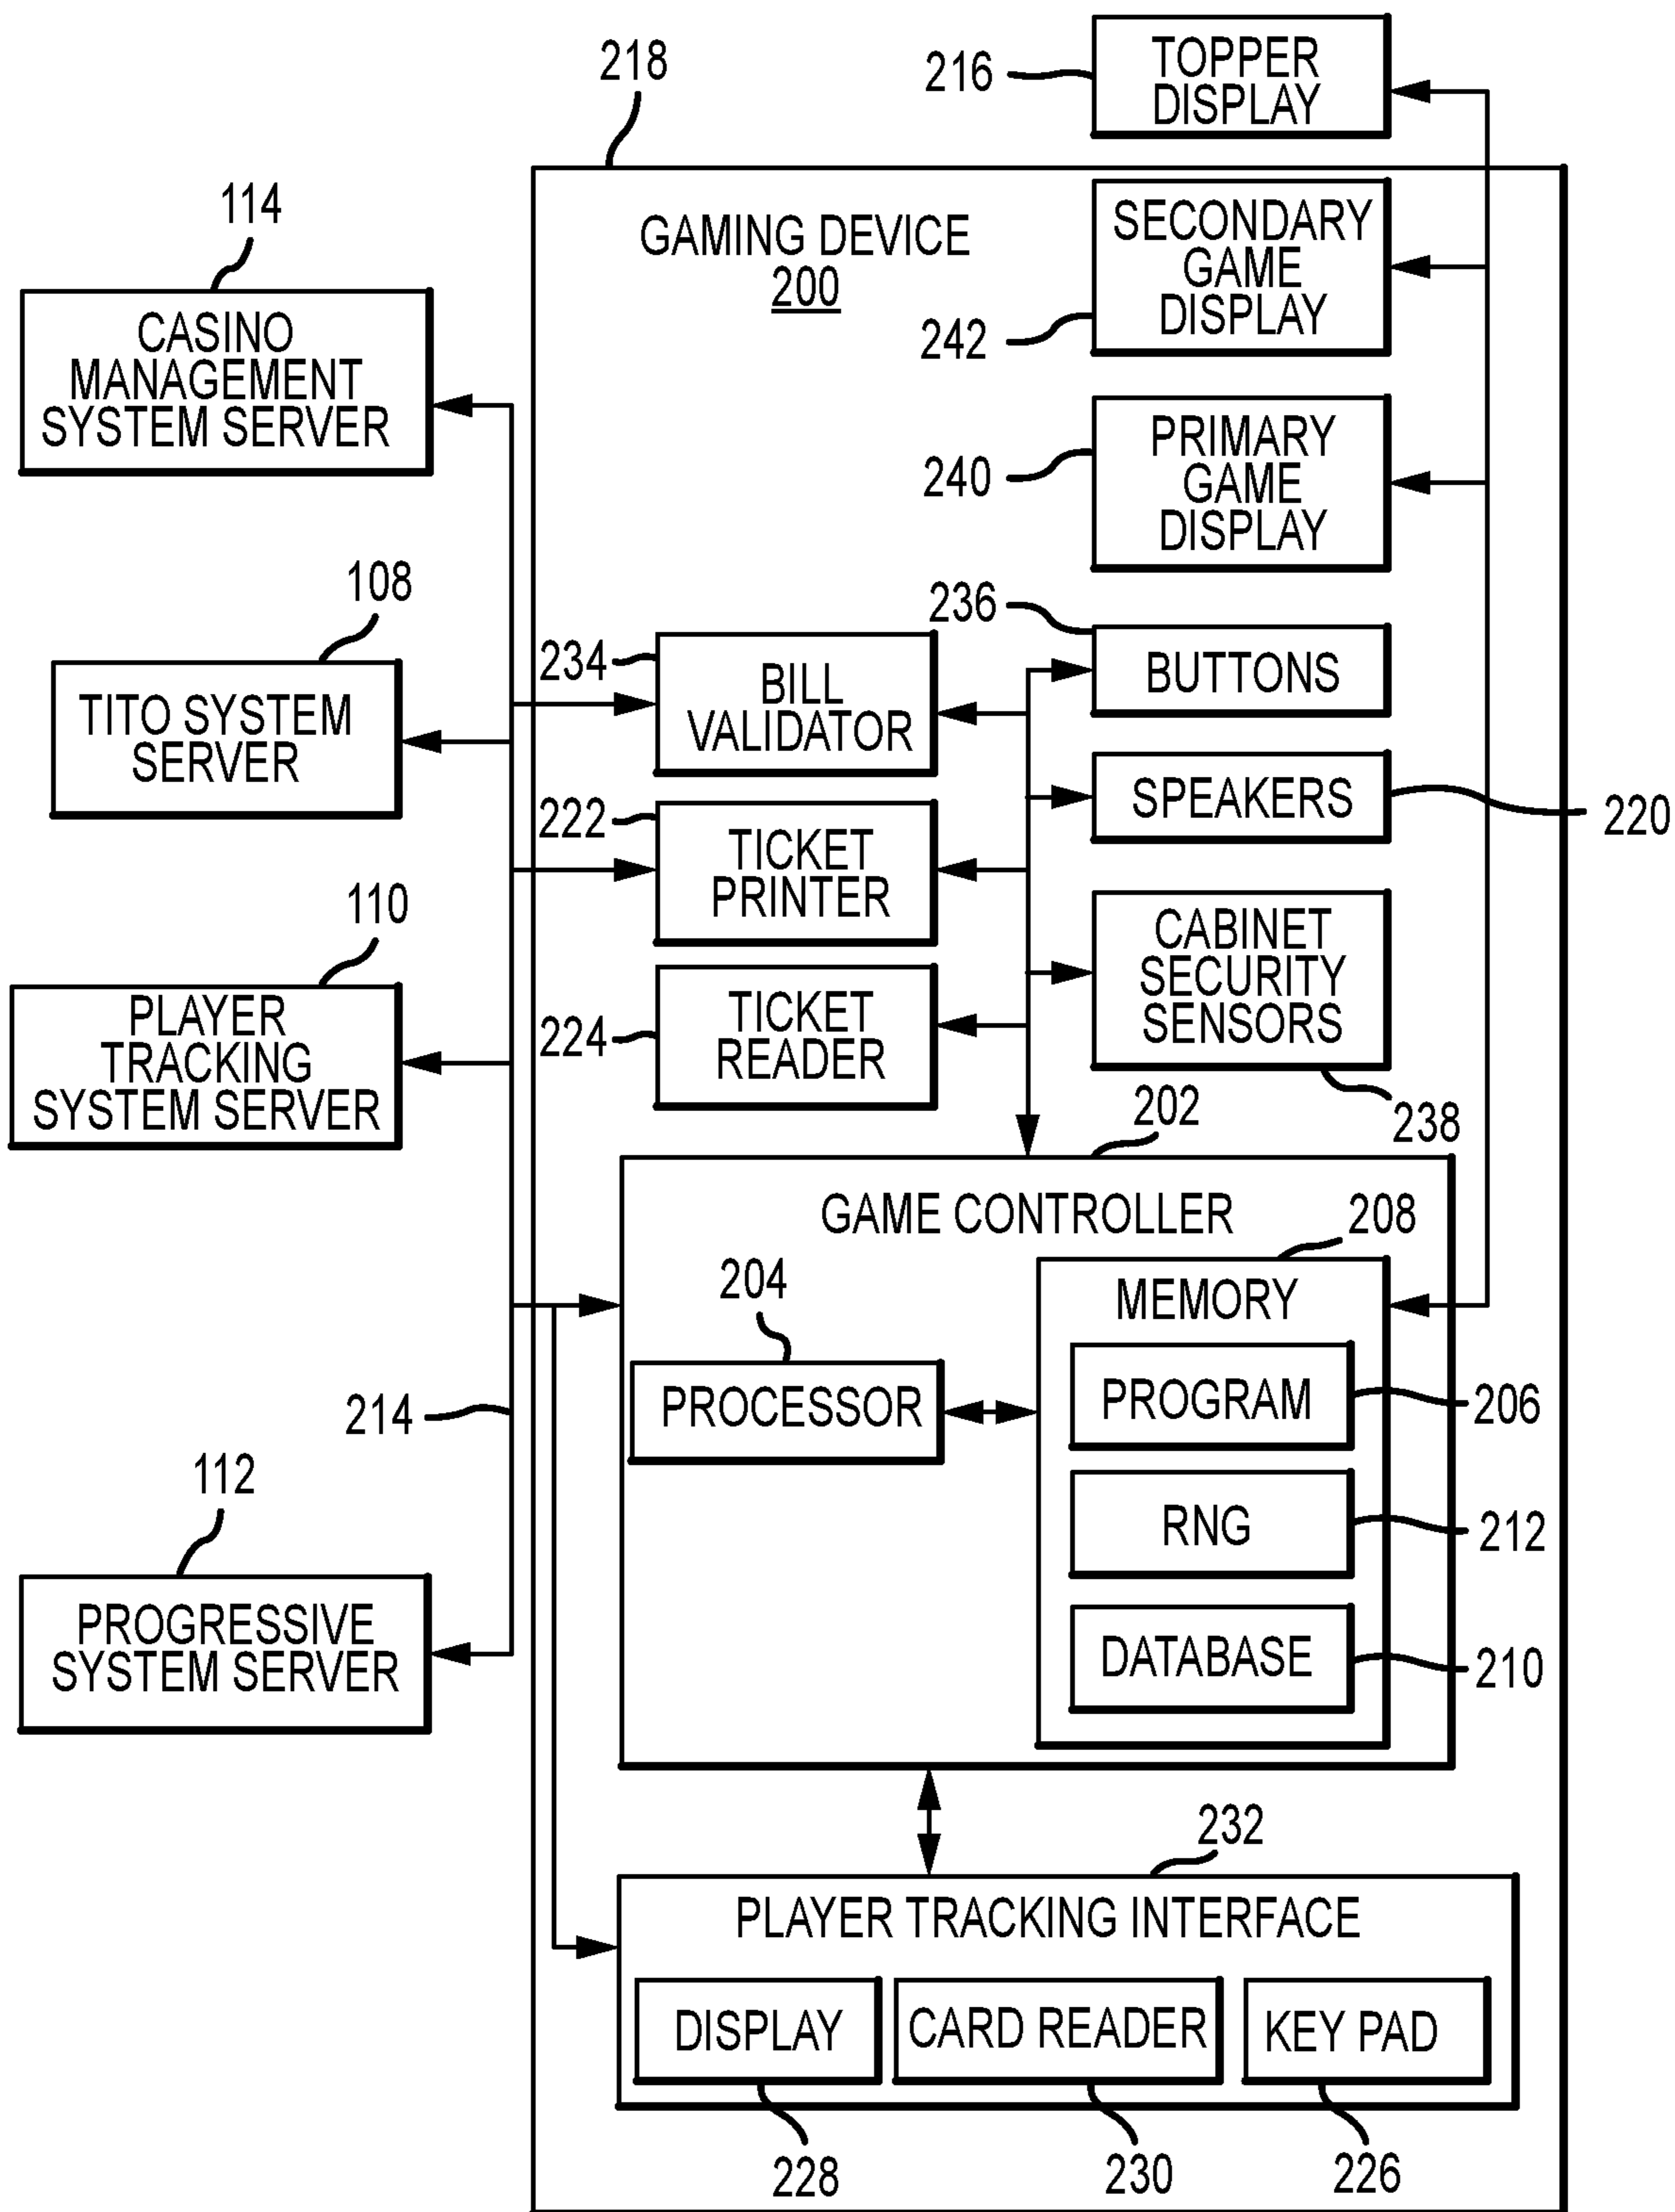 216
TOPPER
DISPLAY
218
GAMING DEVICE
200
SECONDARY
GAME
DISPLAY
242
114
CASINO
MANAGEMENT
SYSTEM SERVER
PRIMARY
GAME
DISPLAY
240
108
TITO SYSTEM
SERVER
234
BILL
VALIDATOR
236
BUTTONS
SPEAKERS
220
222
TICKET
PRINTER
110
PLAYER
TRACKING
SYSTEM SERVER
224
TICKET
READER
CABINET
SECURITY
SENSORS
238
202
GAME CONTROLLER
208
MEMORY
204
PROCESSOR
PROGRAM
206
214
RNG
212
112
PROGRESSIVE
SYSTEM SERVER
DATABASE
210
232
PLAYER TRACKING INTERFACE
DISPLAY
CARD READER
KEY PAD
228
230
226